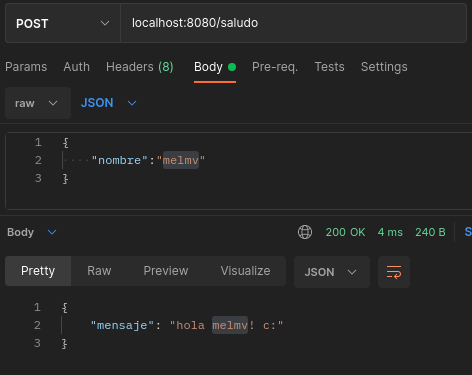 POST localhost:8080/saludo
Params Auth Headers (8) Body Pre-req. Tests Settings
raw JSON
1 {
2 ····"nombre":"melmv"
3 }
Body 200 OK 4 ms 240 B S
Pretty Raw Preview Visualize JSON
1 {
2 "mensaje": "hola melmv! c:"
3 }